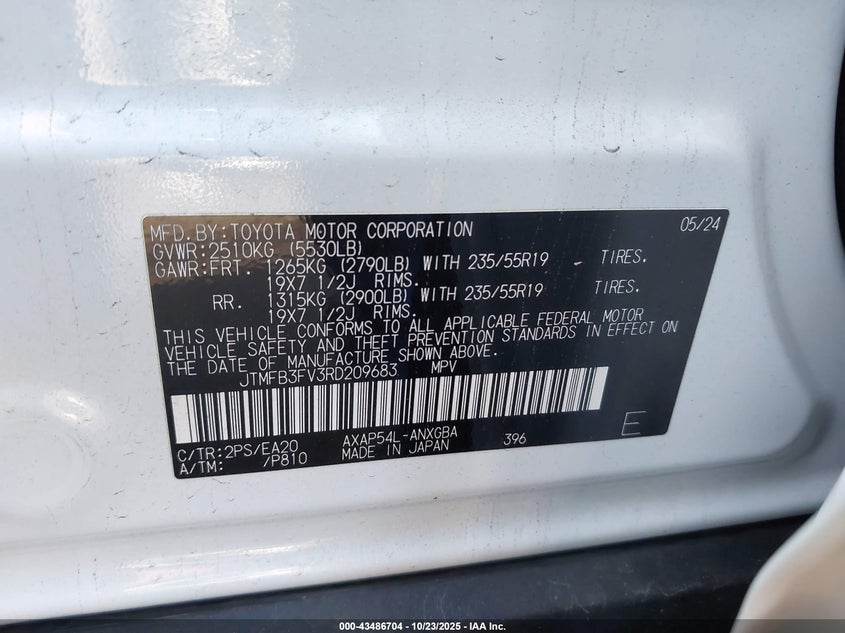 MFD.BY:TOYOTA MOTOR CORPORATION 05/24
GVWR:2510KG (5530LB)
GAWR:FRT. 1265KG (2790LB) WITH 235/55R19 TIRES.
19X7 1/2J RIMS.
RR. 1315KG (2900LB) WITH 235/55R19 TIRES.
19X7 1/2J RIMS.
THIS VEHICLE CONFORMS TO ALL APPLICABLE FEDERAL MOTOR
VEHICLE SAFETY AND THEFT PREVENTION STANDARDS IN EFFECT ON
THE DATE OF MANUFACTURE SHOWN ABOVE.
JTMFB3FV3RD209683 MPV
C/TR:2PS/EA20 AXAP54L-ANXGBA 396 E
A/TM: /P810 MADE IN JAPAN
000-43486704 - 10/23/2025 - IAA Inc.